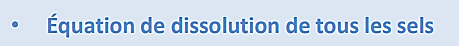 • Équation de dissolution de tous les sels